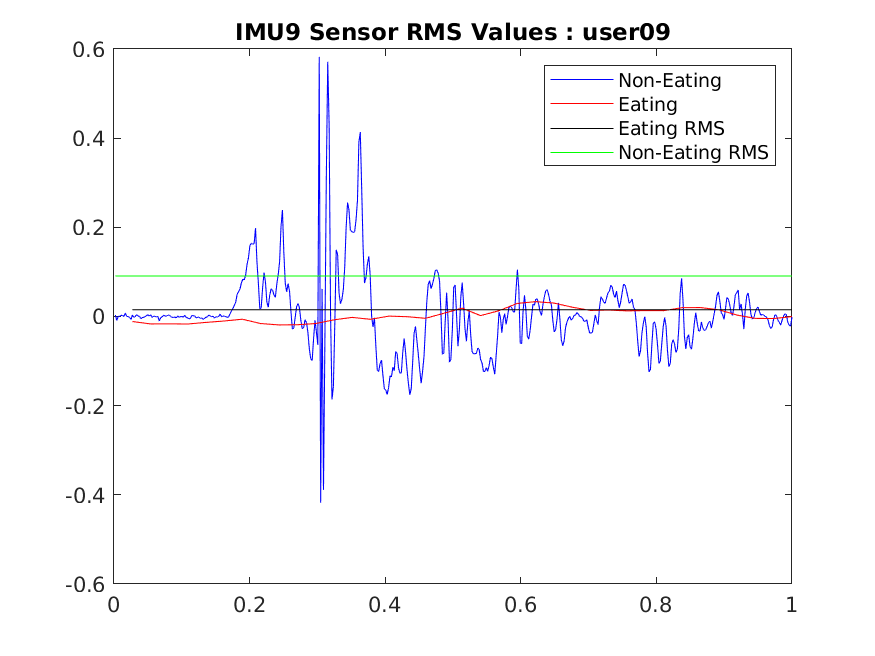 IMU9 Sensor RMS Values : user09
0.6
0.4
0.2
0
-0.2
-0.4
-0.6
0
0.2
0.4
0.6
0.8
1
Non-Eating
Eating
Eating RMS
Non-Eating RMS